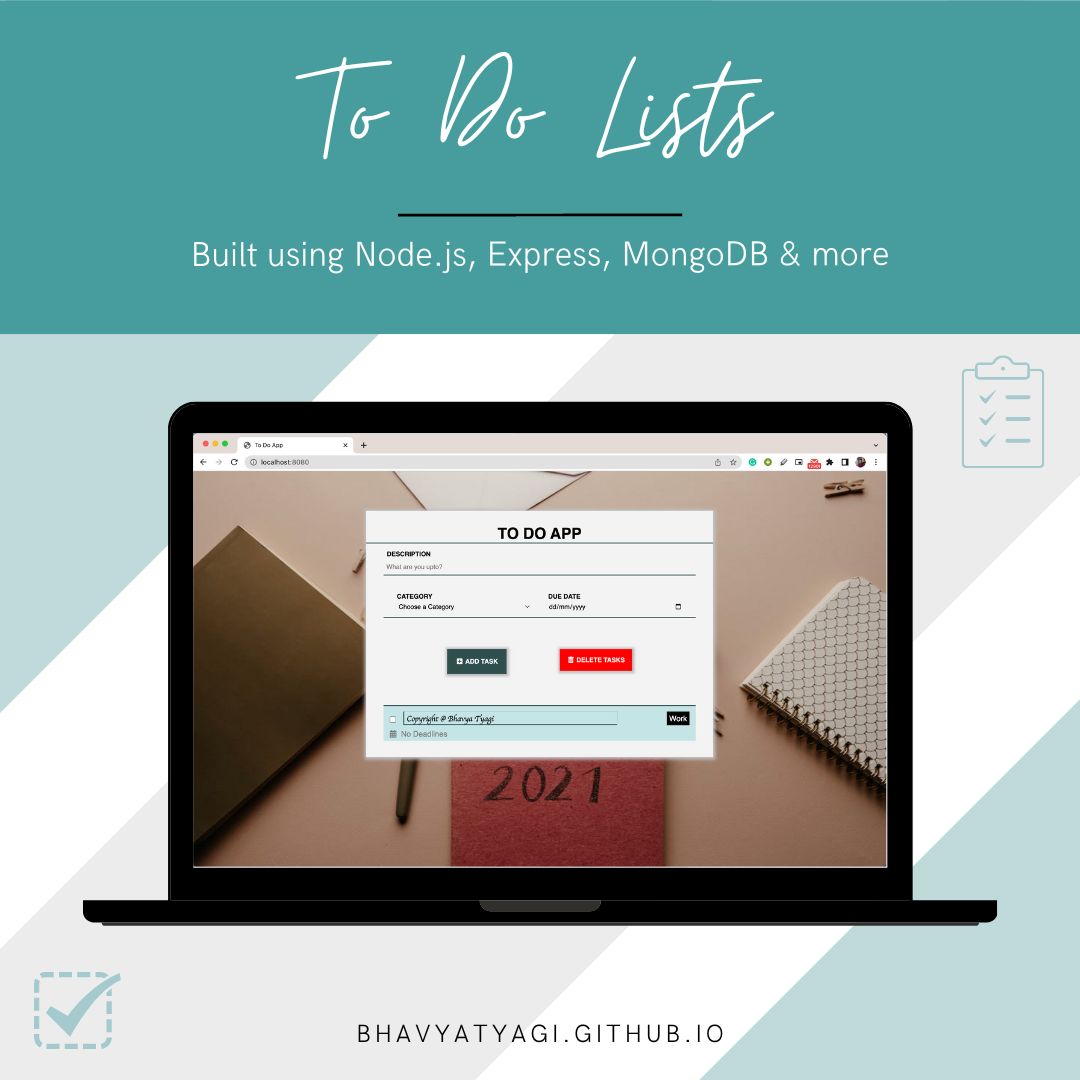 To Do Lists
Built using Node.js, Express, MongoDB & more
To Do App
localhost:8080
TO DO APP
DESCRIPTION
What are you upto?
CATEGORY
DUE DATE
Choose a Category
dd/mm/yyyy
ADD TASK
DELETE TASKS
Copyright @ Bhavya Tyagi
Work
No Deadlines
2021
BHAVYATYAGI.GITHUB.IO